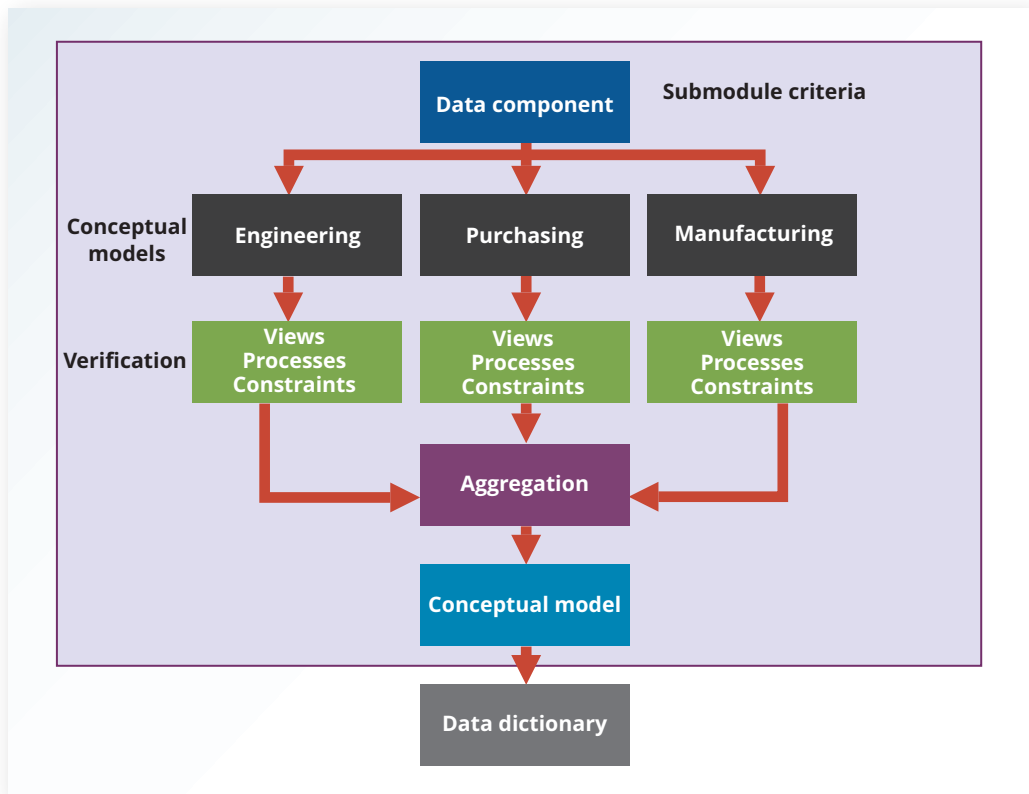 Data component
Submodule criteria
Conceptual
models
Engineering
Purchasing
Manufacturing
Verification
Views
Processes
Constraints
Views
Processes
Constraints
Views
Processes
Constraints
Aggregation
Conceptual model
Data dictionary